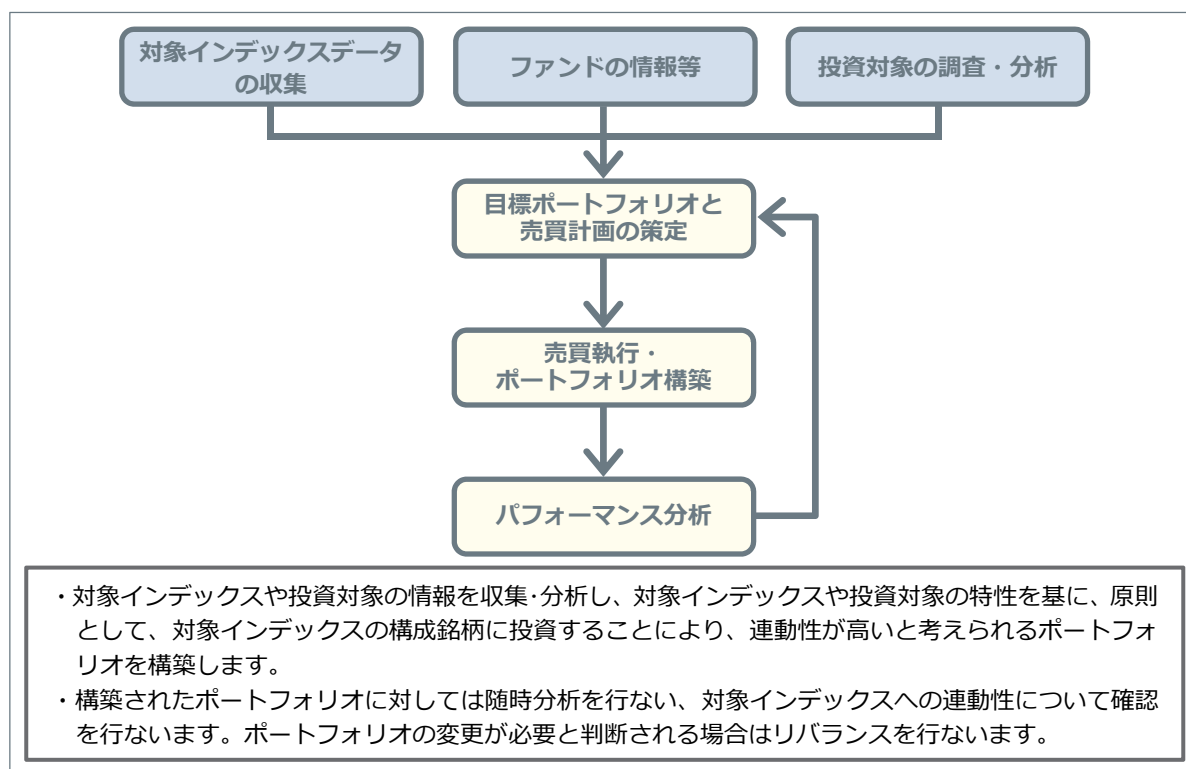 対象インデックスデータ
の収集
ファンドの情報等
投資対象の調査・分析
目標ポートフォリオと
売買計画の策定
売買執行・
ポートフォリオ構築
パフォーマンス分析
・対象インデックスや投資対象の情報を収集･分析し、対象インデックスや投資対象の特性を基に、原則
として、対象インデックスの構成銘柄に投資することにより、連動性が高いと考えられるポートフォ
リオを構築します。
・構築されたポートフォリオに対しては随時分析を行ない、対象インデックスへの連動性について確認
を行ないます。ポートフォリオの変更が必要と判断される場合はリバランスを行ないます。